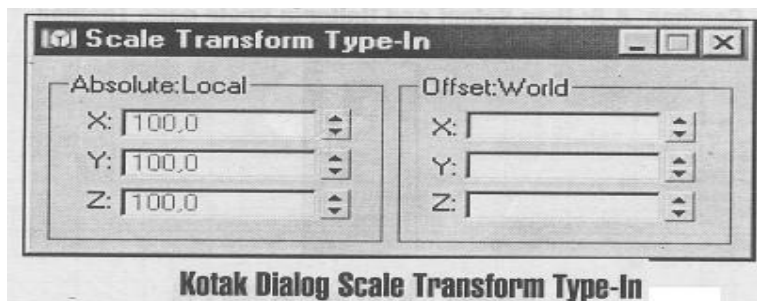 Scale Transform Type-In
Absolute:Local
X: 100,0
Y: 100,0
Z: 100,0
Offset:World
X:
Y:
Z:
Kotak Dialog Scale Transform Type-In